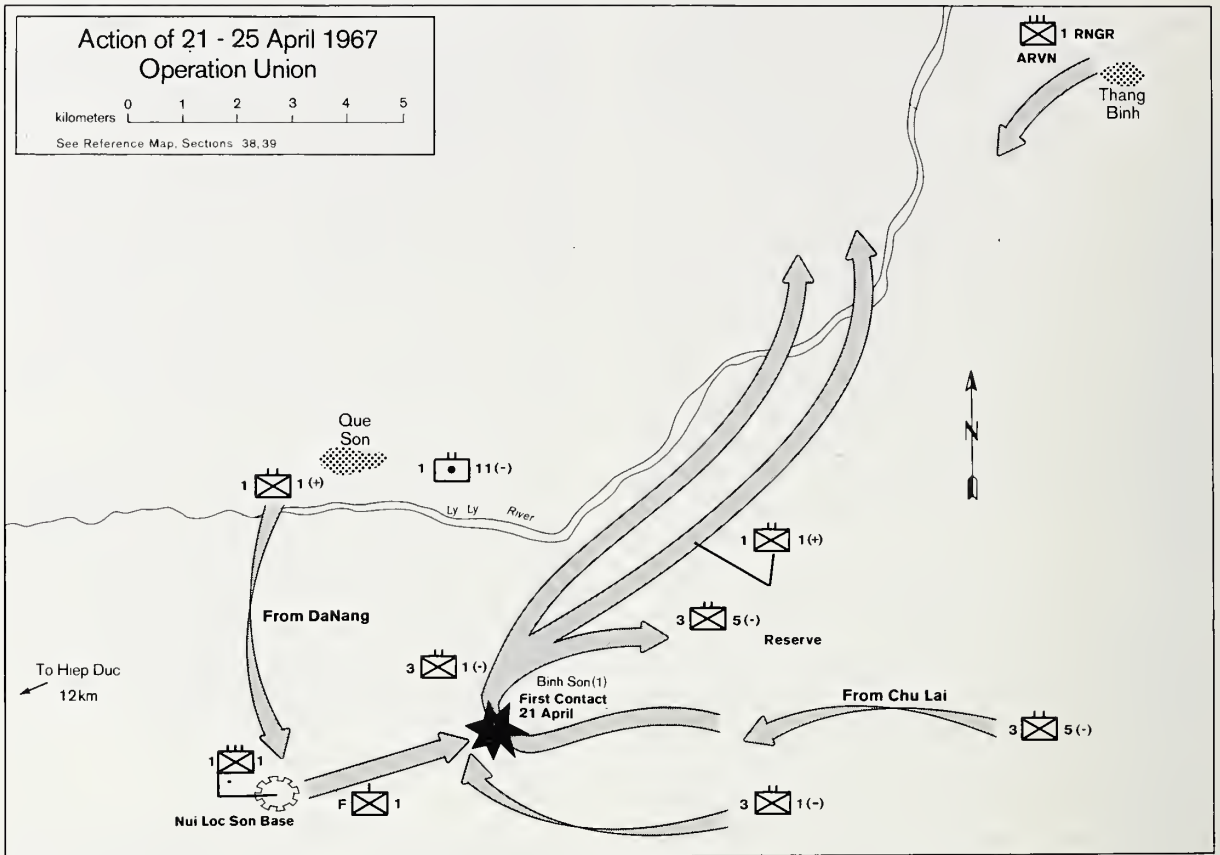 Action of 21 - 25 April 1967
Operation Union
kilometers 0 1 2 3 4 5
See Reference Map, Sections 38,39
1 RNGR
ARVN
Thang
Binh
Que
Son
1 11(-)
1 1(+)
Ly Ly River
N
1 1(+)
From DaNang
3 5(-)
Reserve
3 1(-)
To Hiep Duc
12km
Binh Son(1)
First Contact
21 April
From Chu Lai
3 5(-)
1 1
F 1
3 1(-)
Nui Loc Son Base